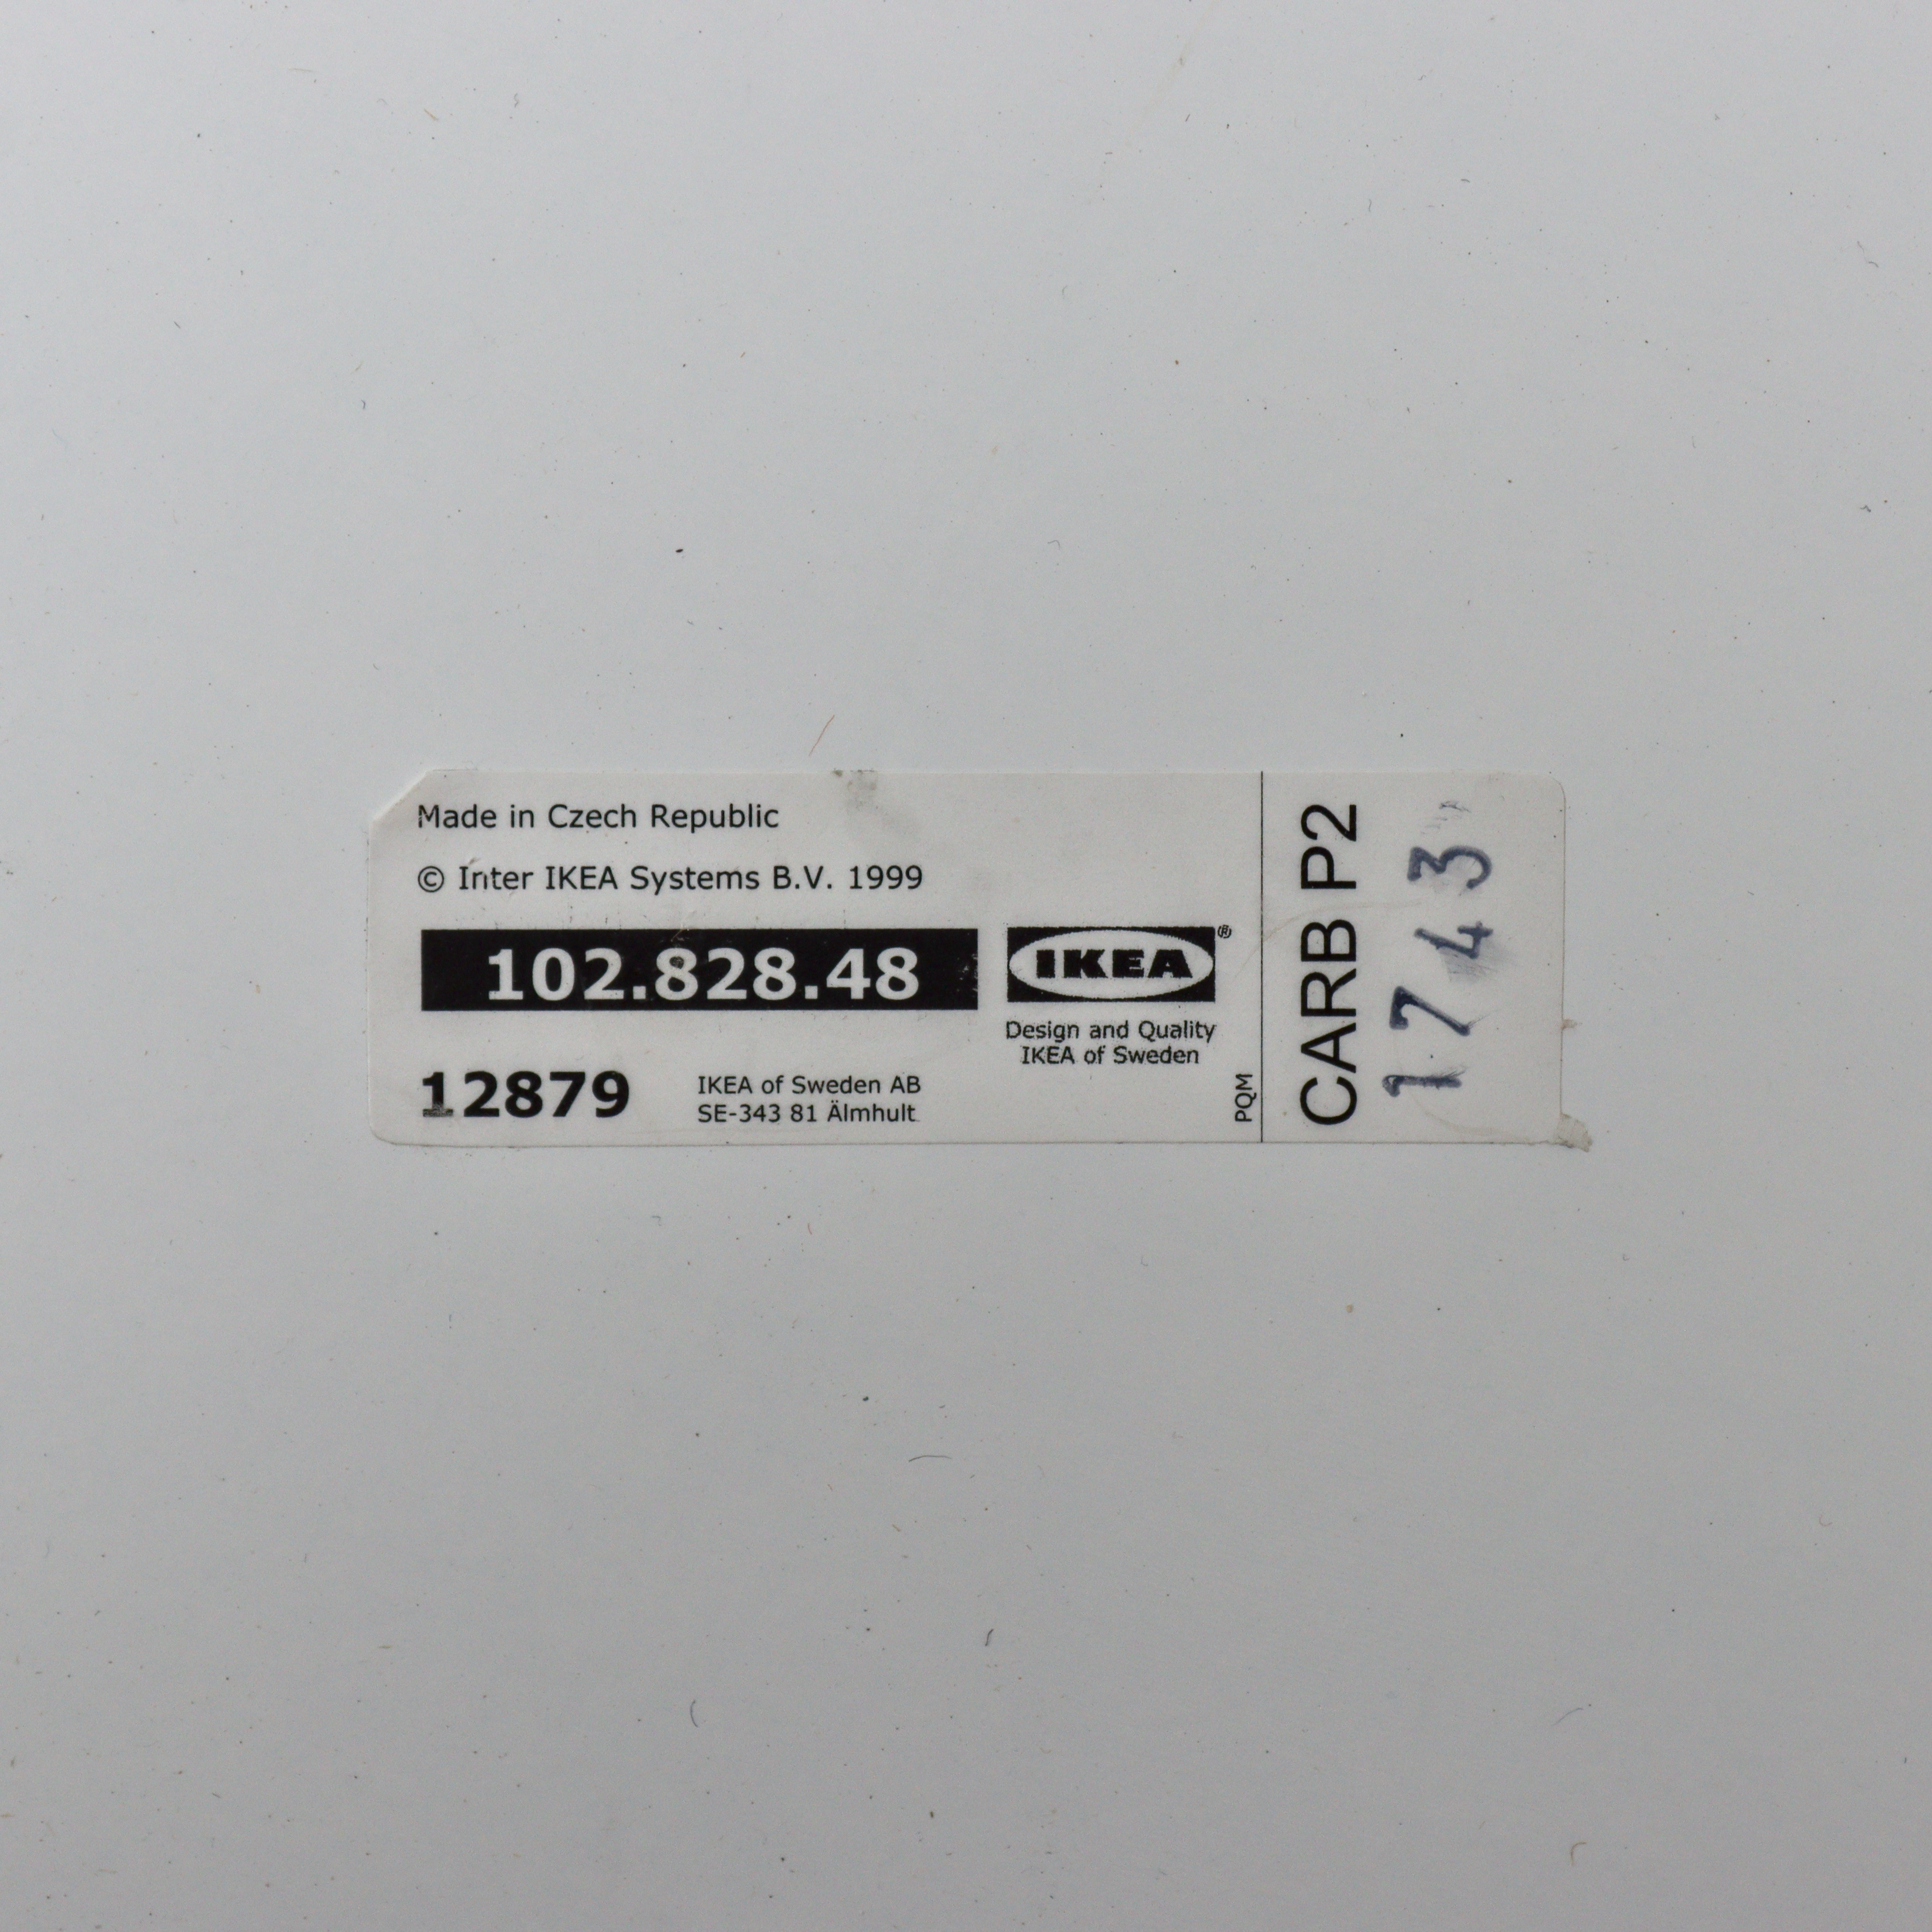 Made in Czech Republic
© Inter IKEA Systems B.V. 1999
102.828.48
IKEA®
Design and Quality
IKEA of Sweden
12879
IKEA of Sweden AB
SE-343 81 Älmhult
PQM
CARB P2
1743